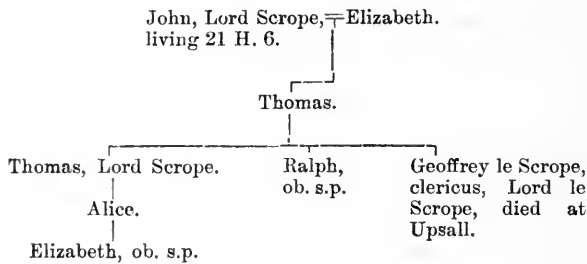 John, Lord Scrope, Elizabeth.
living 21 H. 6.
Thomas.
Thomas, Lord Scrope.
Alice.
Elizabeth, ob. s.p.
Ralph,
ob. s.p.
Geoffrey le Scrope,
clericus, Lord le
Scrope, died at
Upsall.